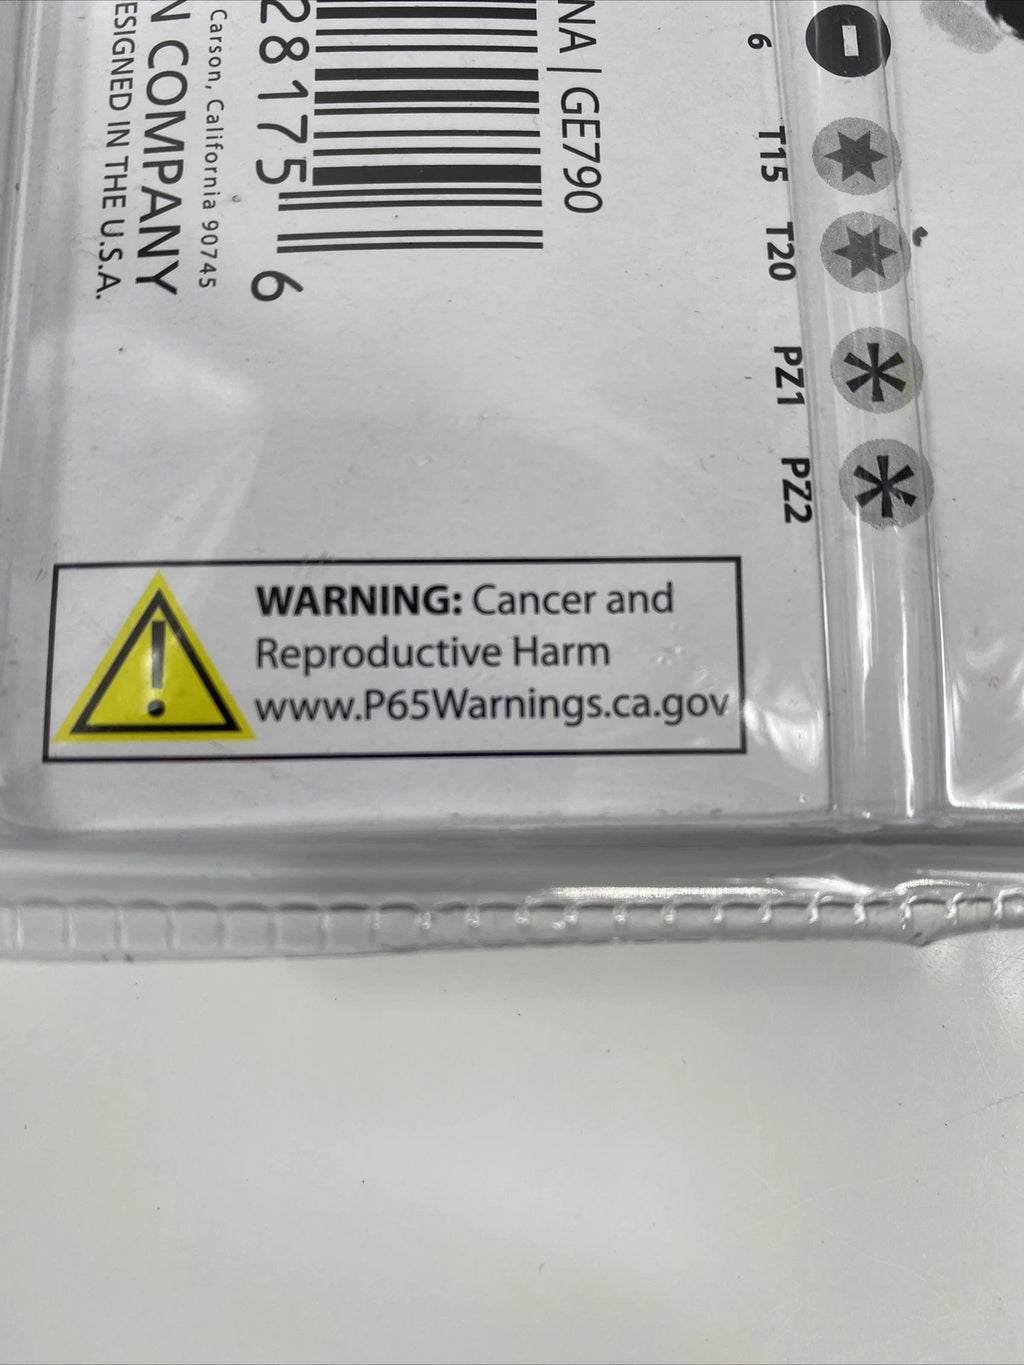 NA | GE790
28175 6
Carson, California 90745
N COMPANY
ESIGNED IN THE U.S.A.
6
T15
T20
PZ1
PZ2
WARNING: Cancer and
Reproductive Harm
www.P65Warnings.ca.gov